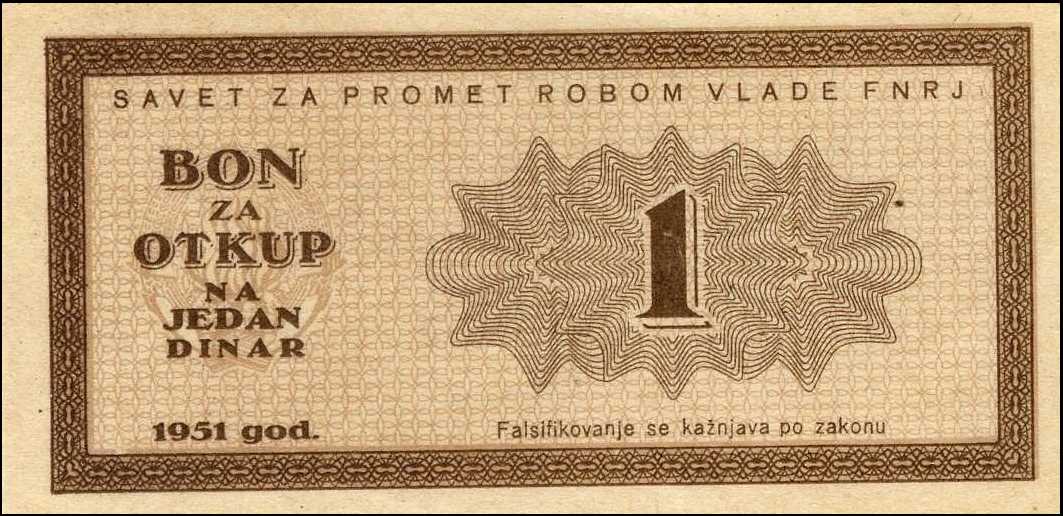 SAVET ZA PROMET ROBOM VLADE FNRJ
BON
ZA
OTKUP
NA
JEDAN
DINAR
1951 god.
1
Falsifikovanje se kažnjava po zakonu